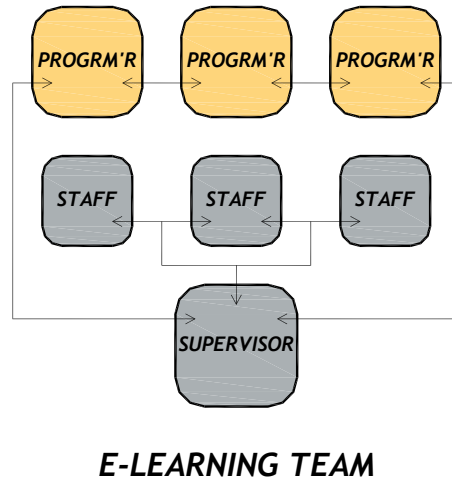 PROGRM'R PROGRM'R PROGRM'R
STAFF STAFF STAFF
SUPERVISOR
E-LEARNING TEAM